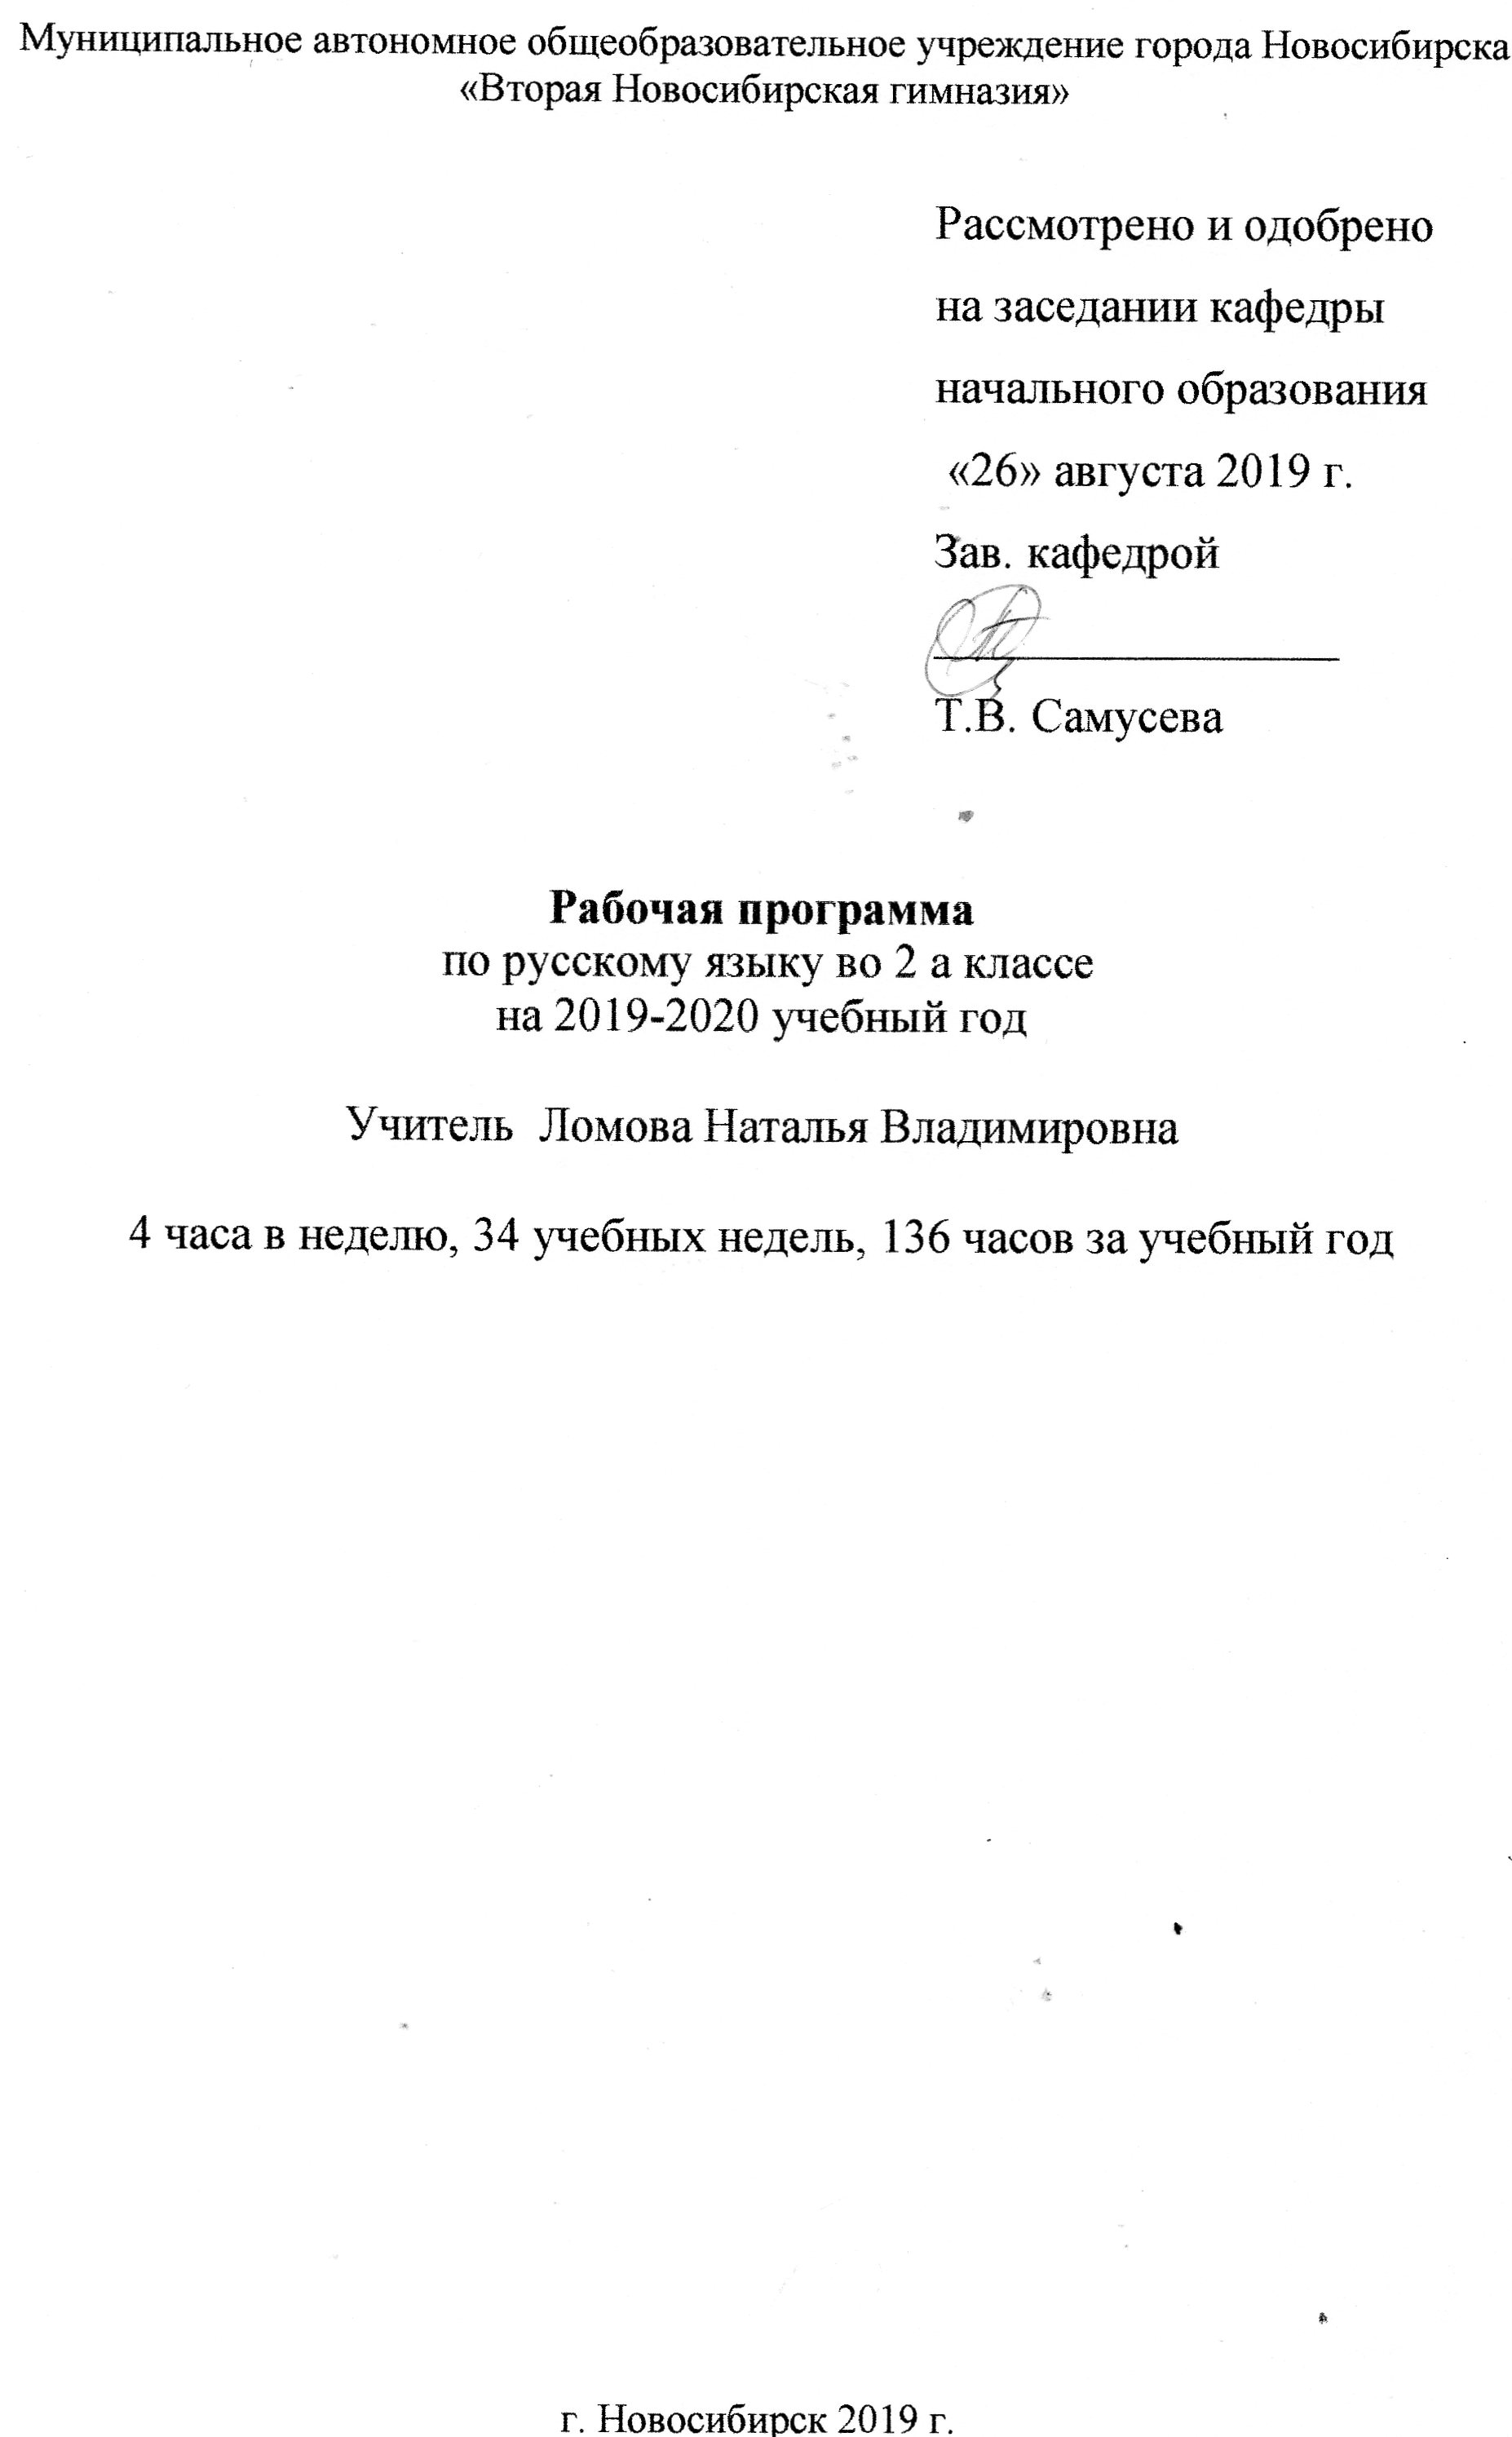 Муниципальное автономное общеобразовательное учреждение города Новосибирска
«Вторая Новосибирская гимназия»
Рассмотрено и одобрено
на заседании кафедры
начального образования
«26» августа 2019 г.
Зав. кафедрой
Т.В. Самусева
Рабочая программа
по русскому языку во 2 а классе
на 2019-2020 учебный год
Учитель Ломова Наталья Владимировна
4 часа в неделю, 34 учебных недель, 136 часов за учебный год
г. Новосибирск 2019 г.